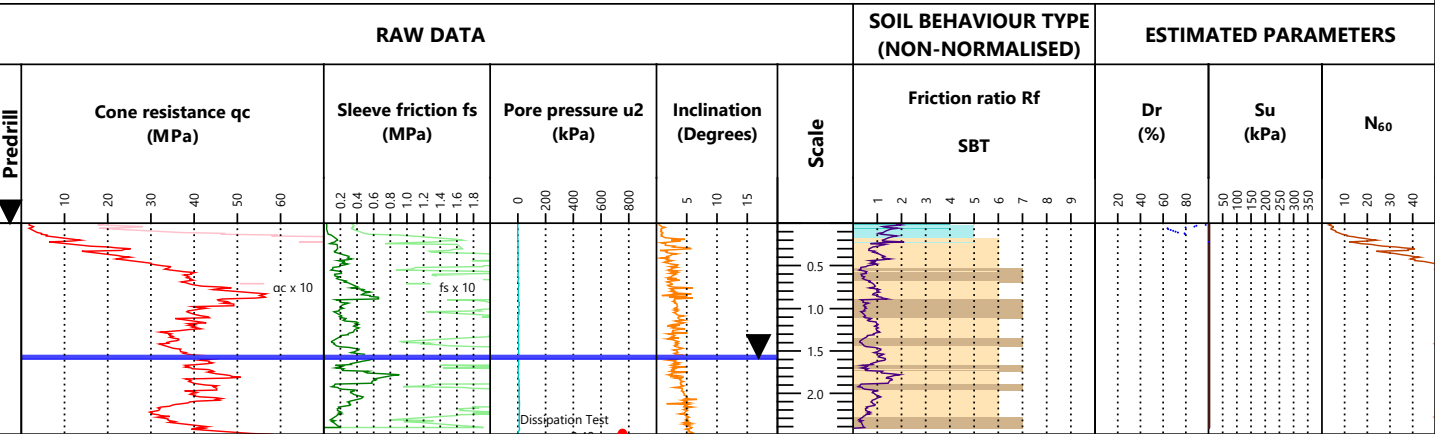 RAW DATA
SOIL BEHAVIOUR TYPE
(NON-NORMALISED)
ESTIMATED PARAMETERS
Predrill
Cone resistance qc
(MPa)
Sleeve friction fs
(MPa)
Pore pressure u2
(kPa)
Inclination
(Degrees)
Scale
Friction ratio Rf
SBT
Dr
(%)
Su
(kPa)
N₆₀
10 20 30 40 50 60
0.2 0.4 0.6 0.8 1.0 1.2 1.4 1.6 1.8
0 200 400 600 800
5 10 15
1 2 3 4 5 6 7 8 9
20 40 60 80
50 100 150 200 250 300 350
10 20 30 40
0.5
qc x 10
fs x 10
1.0
1.5
2.0
Dissipation Test